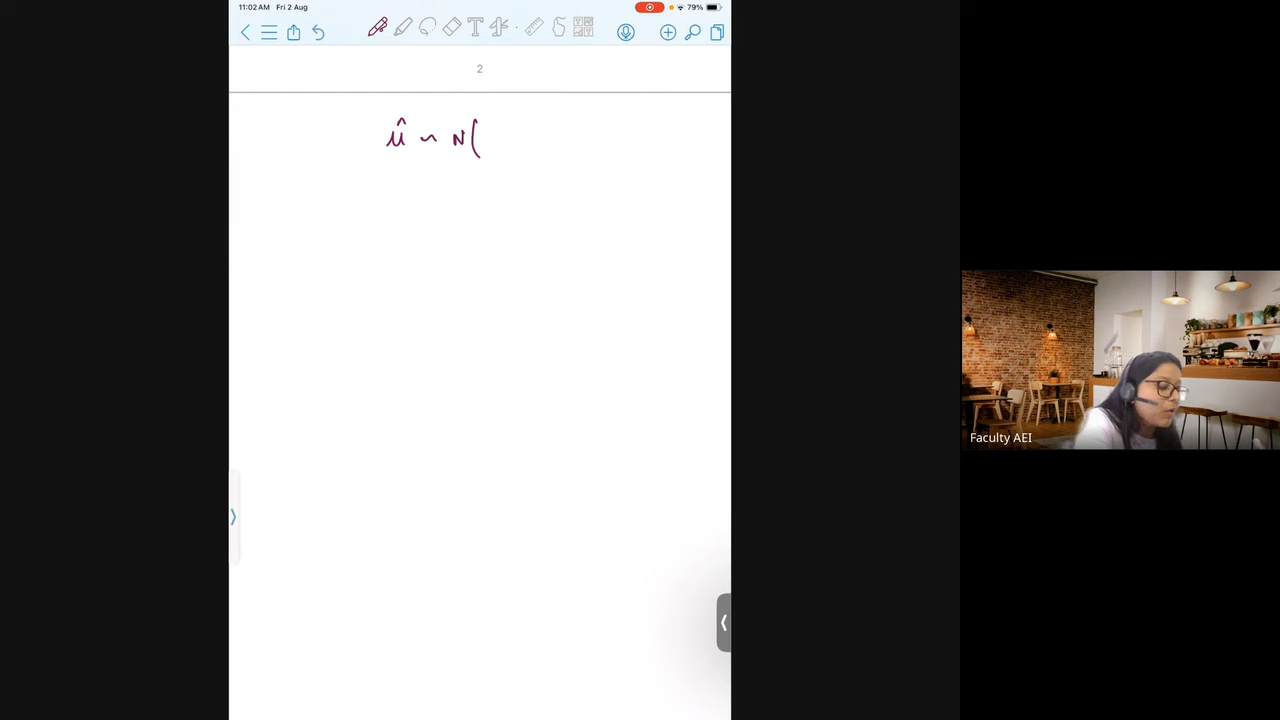 11:02 AM Fri 2 Aug
79%
T
2
μ̂ ~ N(
Faculty AEI